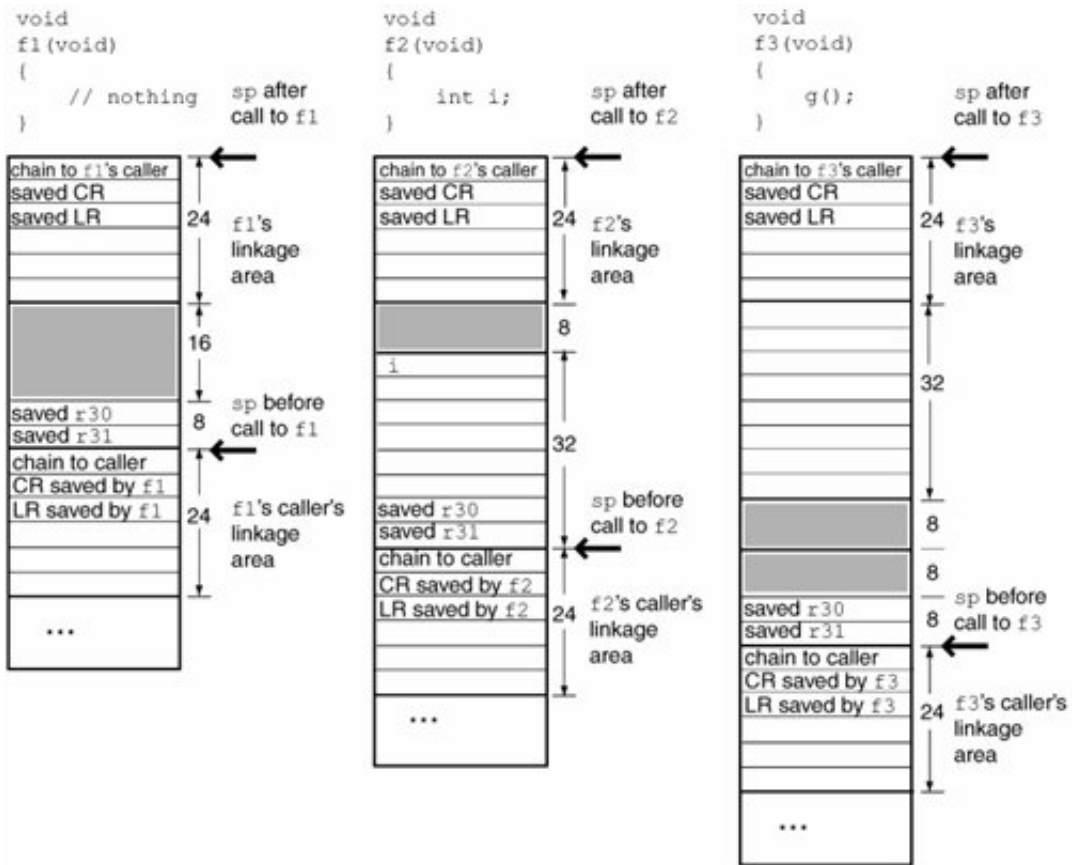 void
f1(void)
{
// nothing
}
sp after
call to f1
chain to f1's caller
saved CR
saved LR
24
f1's
linkage
area
16
saved r30
saved r31
8
sp before
call to f1
chain to caller
CR saved by f1
LR saved by f1
24
f1's caller's
linkage
area
...
void
f2(void)
{
int i;
}
sp after
call to f2
chain to f2's caller
saved CR
saved LR
24
f2's
linkage
area
8
i
32
saved r30
saved r31
sp before
call to f2
chain to caller
CR saved by f2
LR saved by f2
24
f2's caller's
linkage
area
...
void
f3(void)
{
g();
}
sp after
call to f3
chain to f3's caller
saved CR
saved LR
24
f3's
linkage
area
32
8
8
saved r30
saved r31
8
sp before
call to f3
chain to caller
CR saved by f3
LR saved by f3
24
f3's caller's
linkage
area
...